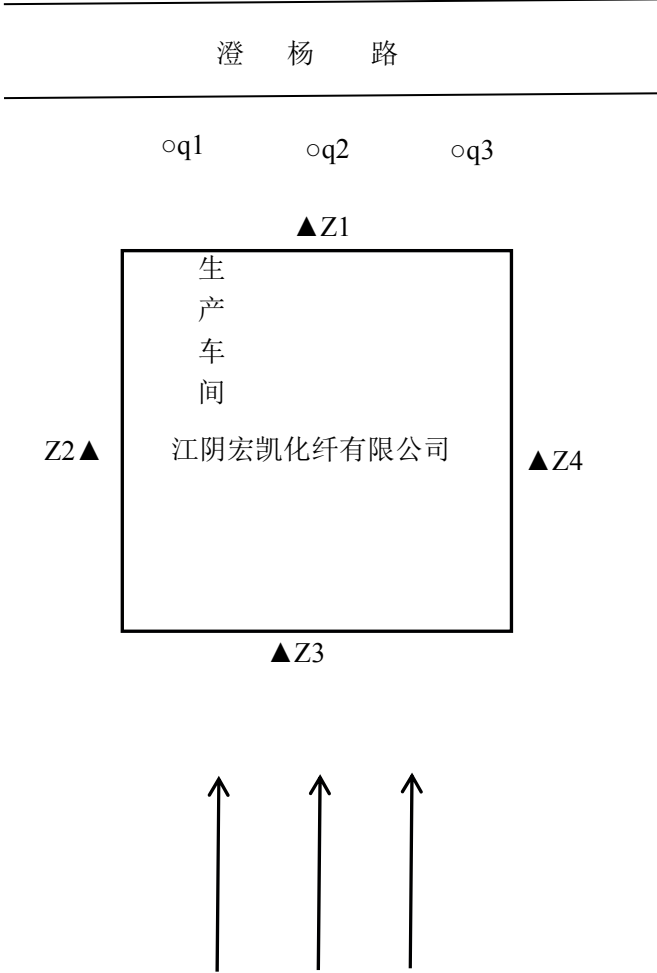 澄 杨 路
○q1 ○q2 ○q3
▲Z1
生
产
车
间
Z2▲ 江阴宏凯化纤有限公司 ▲Z4
▲Z3